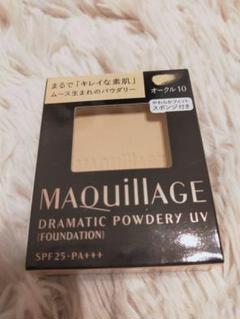 まるで「キレイな素肌」
ムース生まれのパウダリー
オークル10
やわらかフィット
スポンジ付き
MAQuillAGE
MAQuillAGE
DRAMATIC POWDERY UV
(FOUNDATION)
SPF25・PA+++